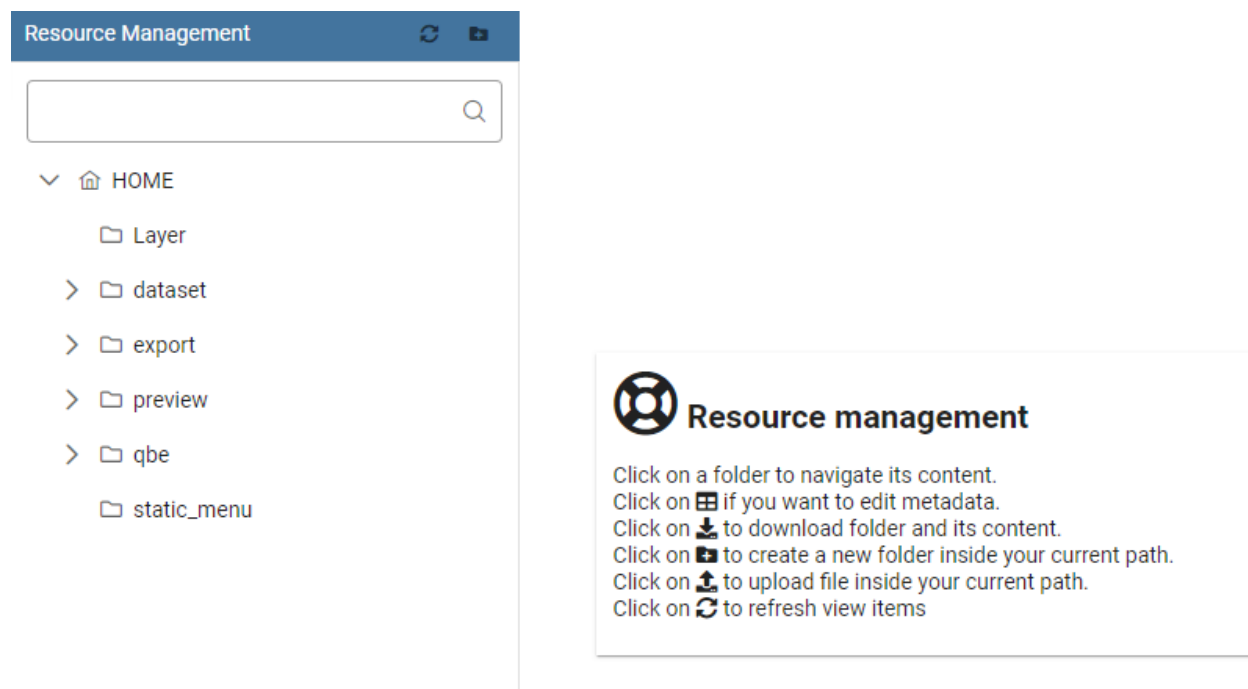 Resource Management
HOME
Layer
dataset
export
preview
qbe
static_menu
Resource management
Click on a folder to navigate its content.
Click on if you want to edit metadata.
Click on to download folder and its content.
Click on to create a new folder inside your current path.
Click on to upload file inside your current path.
Click on to refresh view items